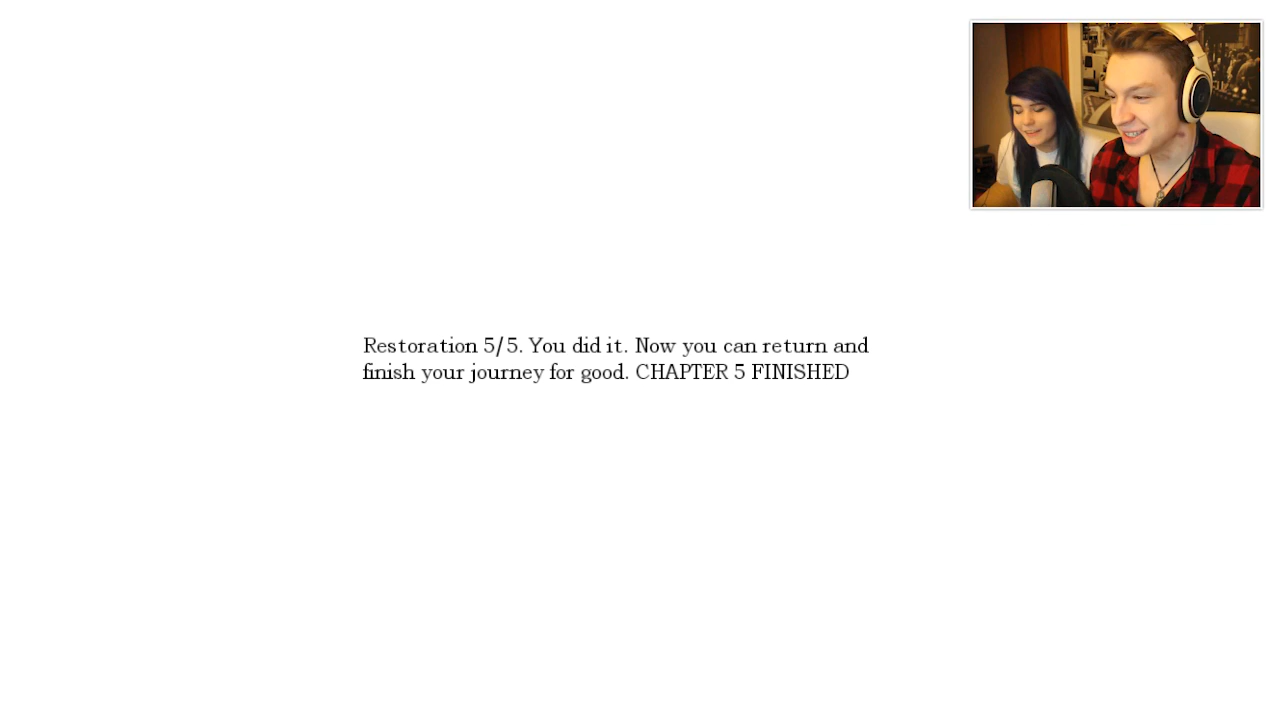 Restoration 5/5. You did it. Now you can return and
finish your journey for good. CHAPTER 5 FINISHED